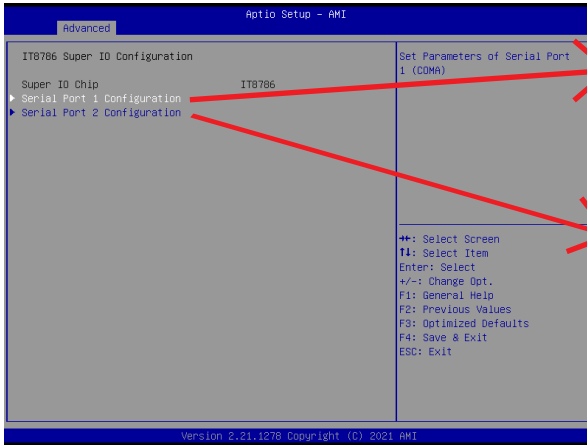 Aptio Setup - AMI
Advanced
IT8786 Super IO Configuration
Super IO Chip IT8786
Serial Port 1 Configuration
Serial Port 2 Configuration
Set Parameters of Serial Port
1 (COMA)
→←: Select Screen
↑↓: Select Item
Enter: Select
+/-: Change Opt.
F1: General Help
F2: Previous Values
F3: Optimized Defaults
F4: Save & Exit
ESC: Exit
Version 2.21.1278 Copyright (C) 2021 AMI